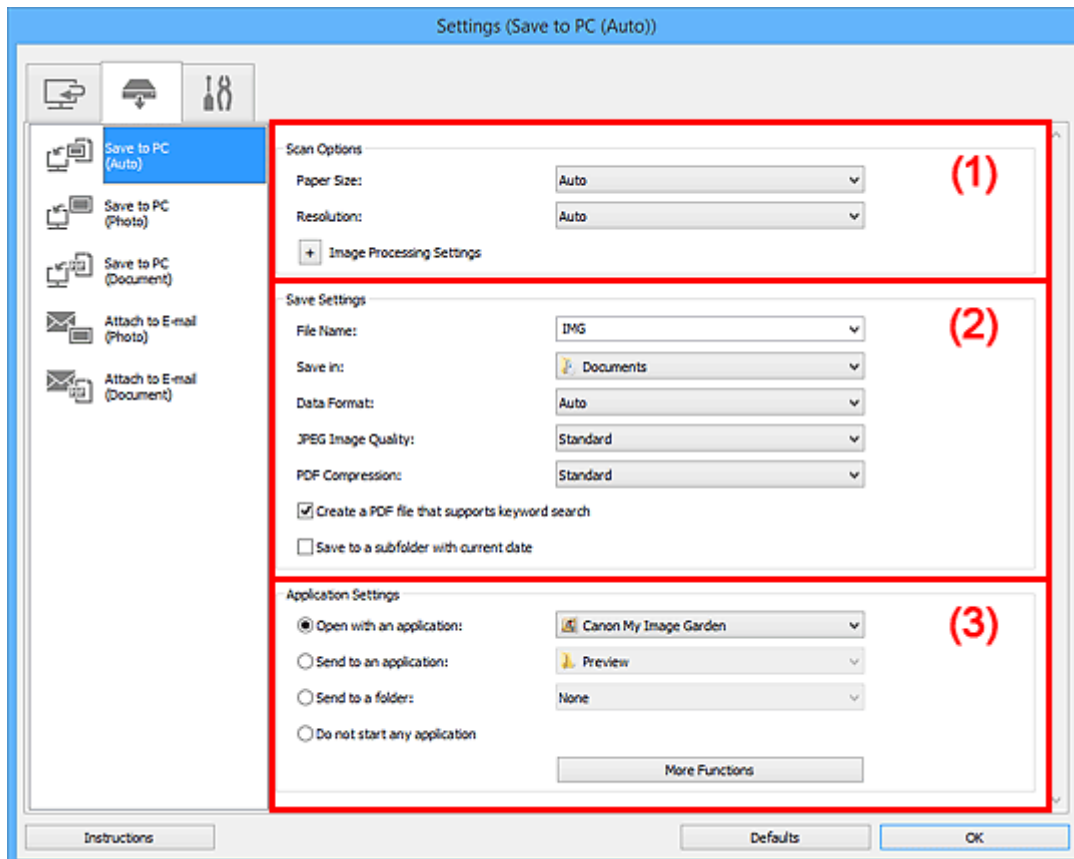 Settings (Save to PC (Auto))
Save to PC
(Auto)
Save to PC
(Photo)
Save to PC
(Document)
Attach to E-mail
(Photo)
Attach to E-mail
(Document)
Scan Options
(1)
Paper Size: Auto
Resolution: Auto
+ Image Processing Settings
Save Settings
(2)
File Name: IMG
Save in: Documents
Data Format: Auto
JPEG Image Quality: Standard
PDF Compression: Standard
Create a PDF file that supports keyword search
Save to a subfolder with current date
Application Settings
(3)
Open with an application: Canon My Image Garden
Send to an application: Preview
Send to a folder: None
Do not start any application
More Functions
Instructions Defaults OK